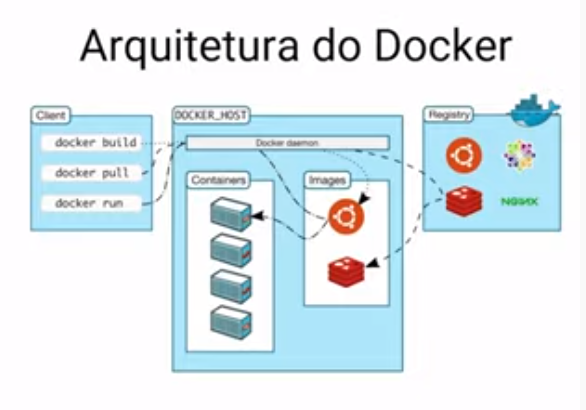 Arquitetura do Docker
Client
docker build
docker pull
docker run
DOCKER_HOST
Docker daemon
Containers
Images
Registry
NGINX